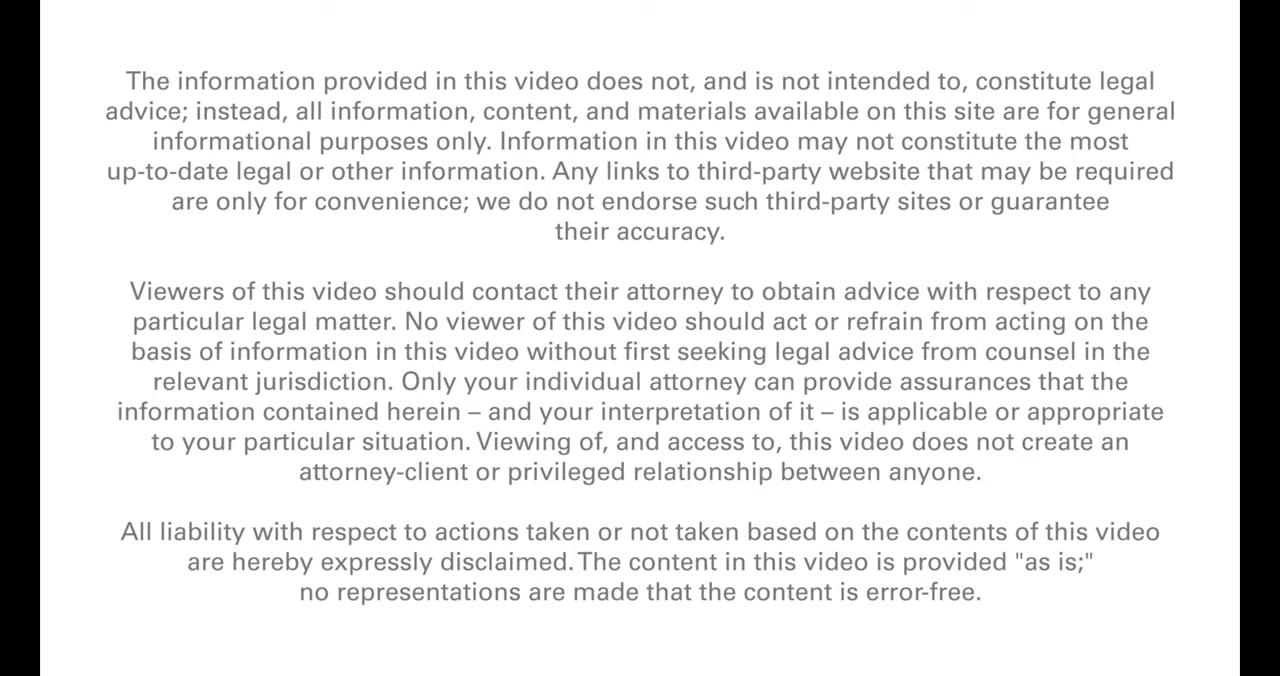 The information provided in this video does not, and is not intended to, constitute legal
advice; instead, all information, content, and materials available on this site are for general
informational purposes only. Information in this video may not constitute the most
up-to-date legal or other information. Any links to third-party website that may be required
are only for convenience; we do not endorse such third-party sites or guarantee
their accuracy.
Viewers of this video should contact their attorney to obtain advice with respect to any
particular legal matter. No viewer of this video should act or refrain from acting on the
basis of information in this video without first seeking legal advice from counsel in the
relevant jurisdiction. Only your individual attorney can provide assurances that the
information contained herein – and your interpretation of it – is applicable or appropriate
to your particular situation. Viewing of, and access to, this video does not create an
attorney-client or privileged relationship between anyone.
All liability with respect to actions taken or not taken based on the contents of this video
are hereby expressly disclaimed. The content in this video is provided "as is;"
no representations are made that the content is error-free.